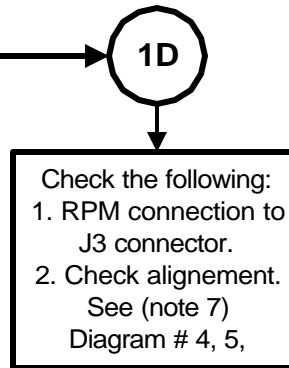 1D
Check the following:
1. RPM connection to
J3 connector.
2. Check alignement.
See (note 7)
Diagram # 4, 5,